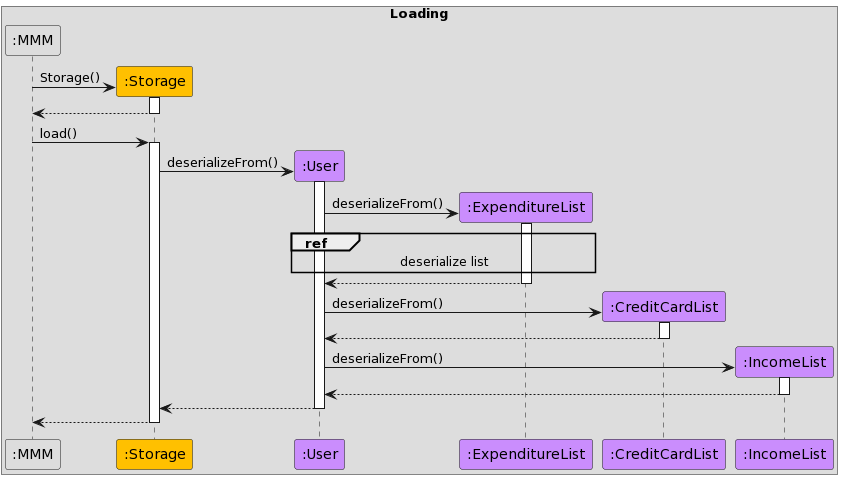 Loading
:MMM
:Storage
Storage()
load()
:User
deserializeFrom()
:ExpenditureList
deserializeFrom()
ref
deserialize list
:CreditCardList
deserializeFrom()
:IncomeList
deserializeFrom()
:MMM :Storage :User :ExpenditureList :CreditCardList :IncomeList